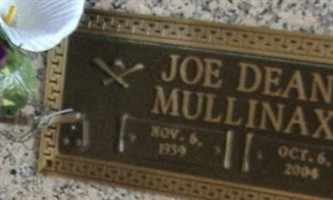 JOE DEAN
MULLINAX
NOV. 6,
1939
OCT. 6,
2004